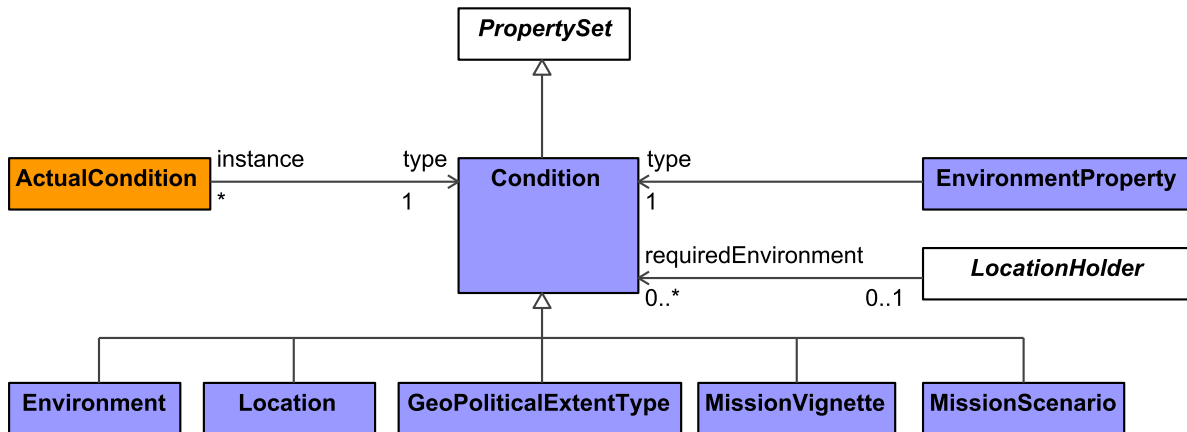 PropertySet
instance
type
type
ActualCondition
Condition
EnvironmentProperty
*
1
1
requiredEnvironment
LocationHolder
0..*
0..1
Environment
Location
GeoPoliticalExtentType
MissionVignette
MissionScenario